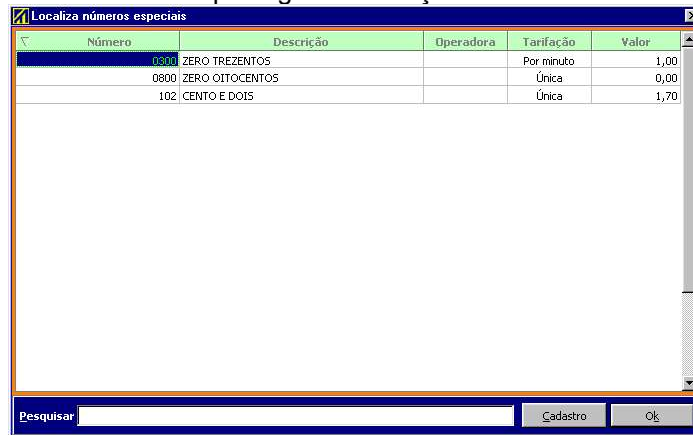 Localiza números especiais
Número Descrição Operadora Tarifação Valor
0300 ZERO TREZENTOS Por minuto 1,00
0800 ZERO OITOCENTOS Única 0,00
102 CENTO E DOIS Única 1,70
Pesquisar Cadastro Ok